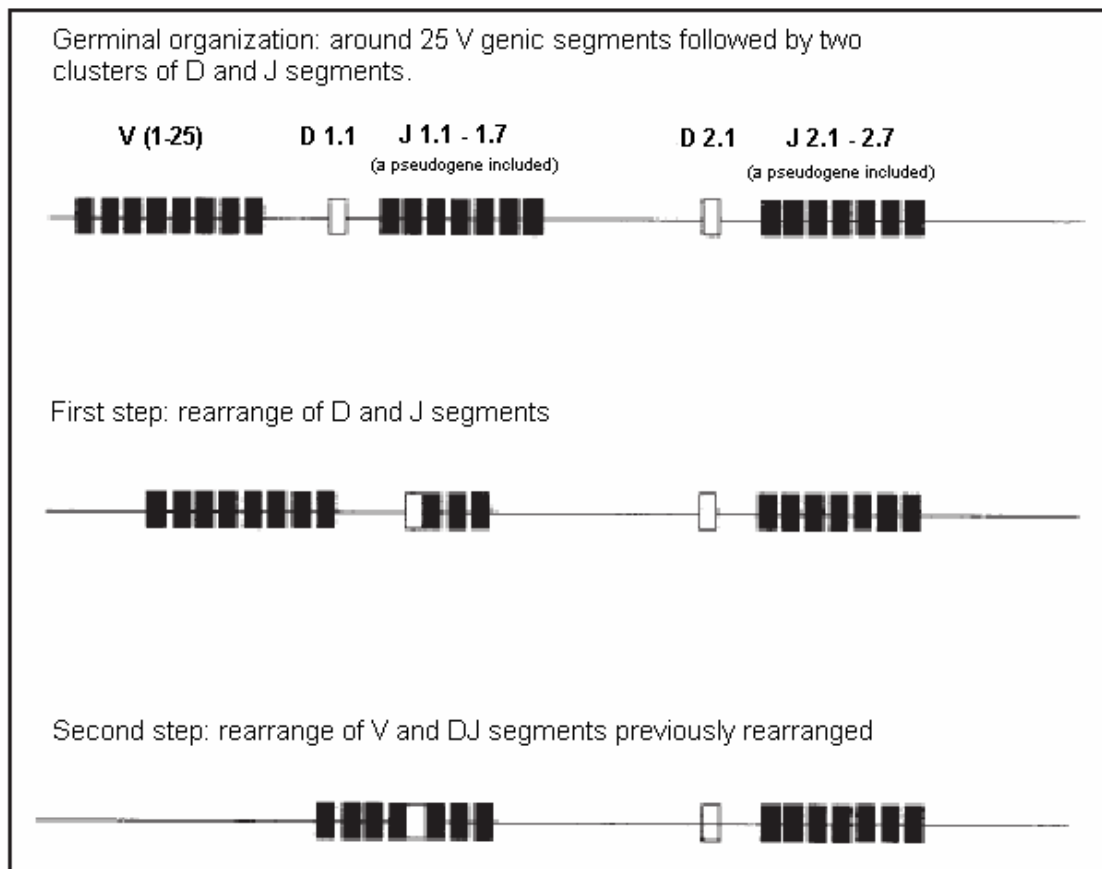 Germinal organization: around 25 V genic segments followed by two
clusters of D and J segments.
V (1-25) D 1.1 J 1.1 - 1.7 D 2.1 J 2.1 - 2.7
(a pseudogene included) (a pseudogene included)
First step: rearrange of D and J segments
Second step: rearrange of V and DJ segments previously rearranged